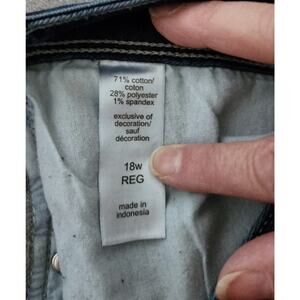 71% cotton/
coton
28% polyester
1% spandex
exclusive of
decoration/
sauf
décoration
18w
REG
made in
indonesia